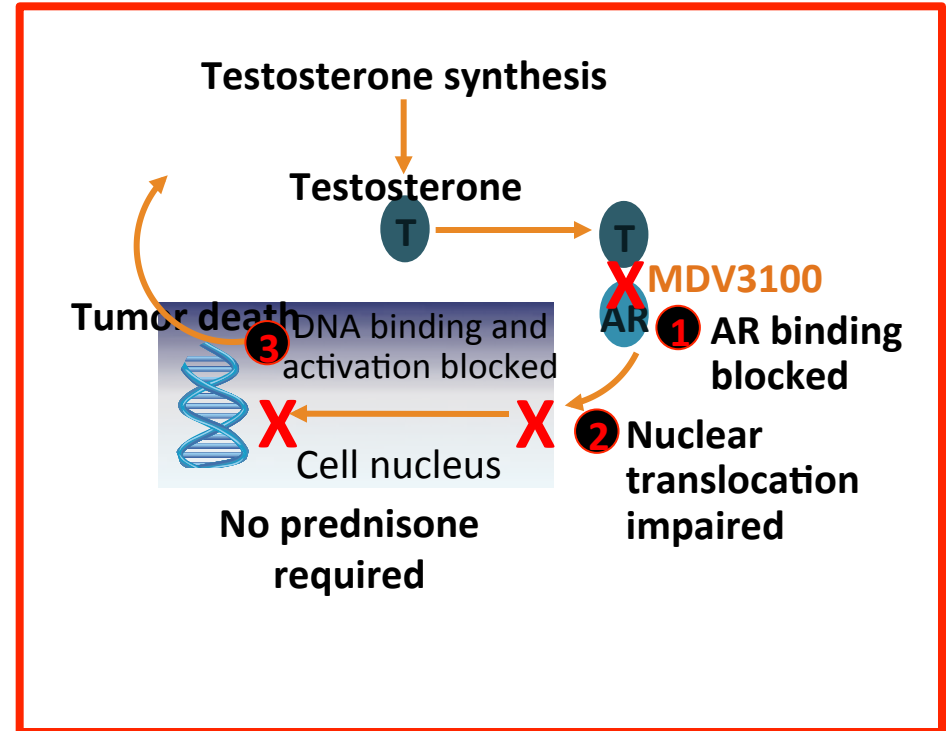 Testosterone synthesis
Testosterone
T
T
X
MDV3100
AR
1 AR binding
blocked
Tumor death
3 DNA binding and
activation blocked
X
X
2 Nuclear
translocation
impaired
Cell nucleus
No prednisone
required